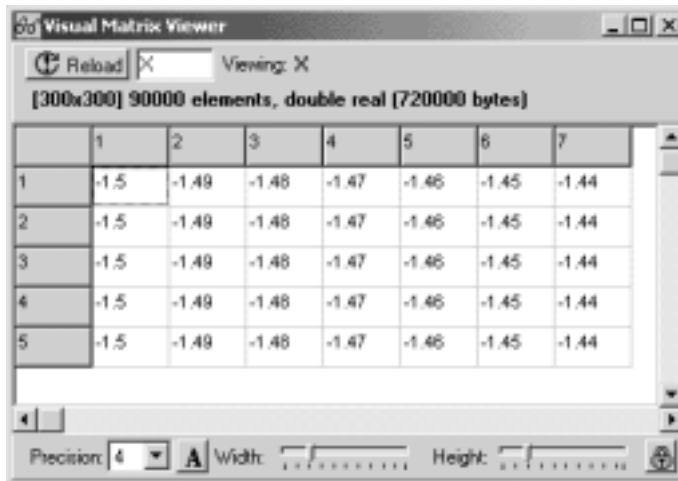 Visual Matrix Viewer
Reload X Viewing: X
[300x300] 90000 elements, double real (720000 bytes)
1 2 3 4 5 6 7
1 -1.5 -1.49 -1.48 -1.47 -1.46 -1.45 -1.44
2 -1.5 -1.49 -1.48 -1.47 -1.46 -1.45 -1.44
3 -1.5 -1.49 -1.48 -1.47 -1.46 -1.45 -1.44
4 -1.5 -1.49 -1.48 -1.47 -1.46 -1.45 -1.44
5 -1.5 -1.49 -1.48 -1.47 -1.46 -1.45 -1.44
Precision: 4 A Width: Height: